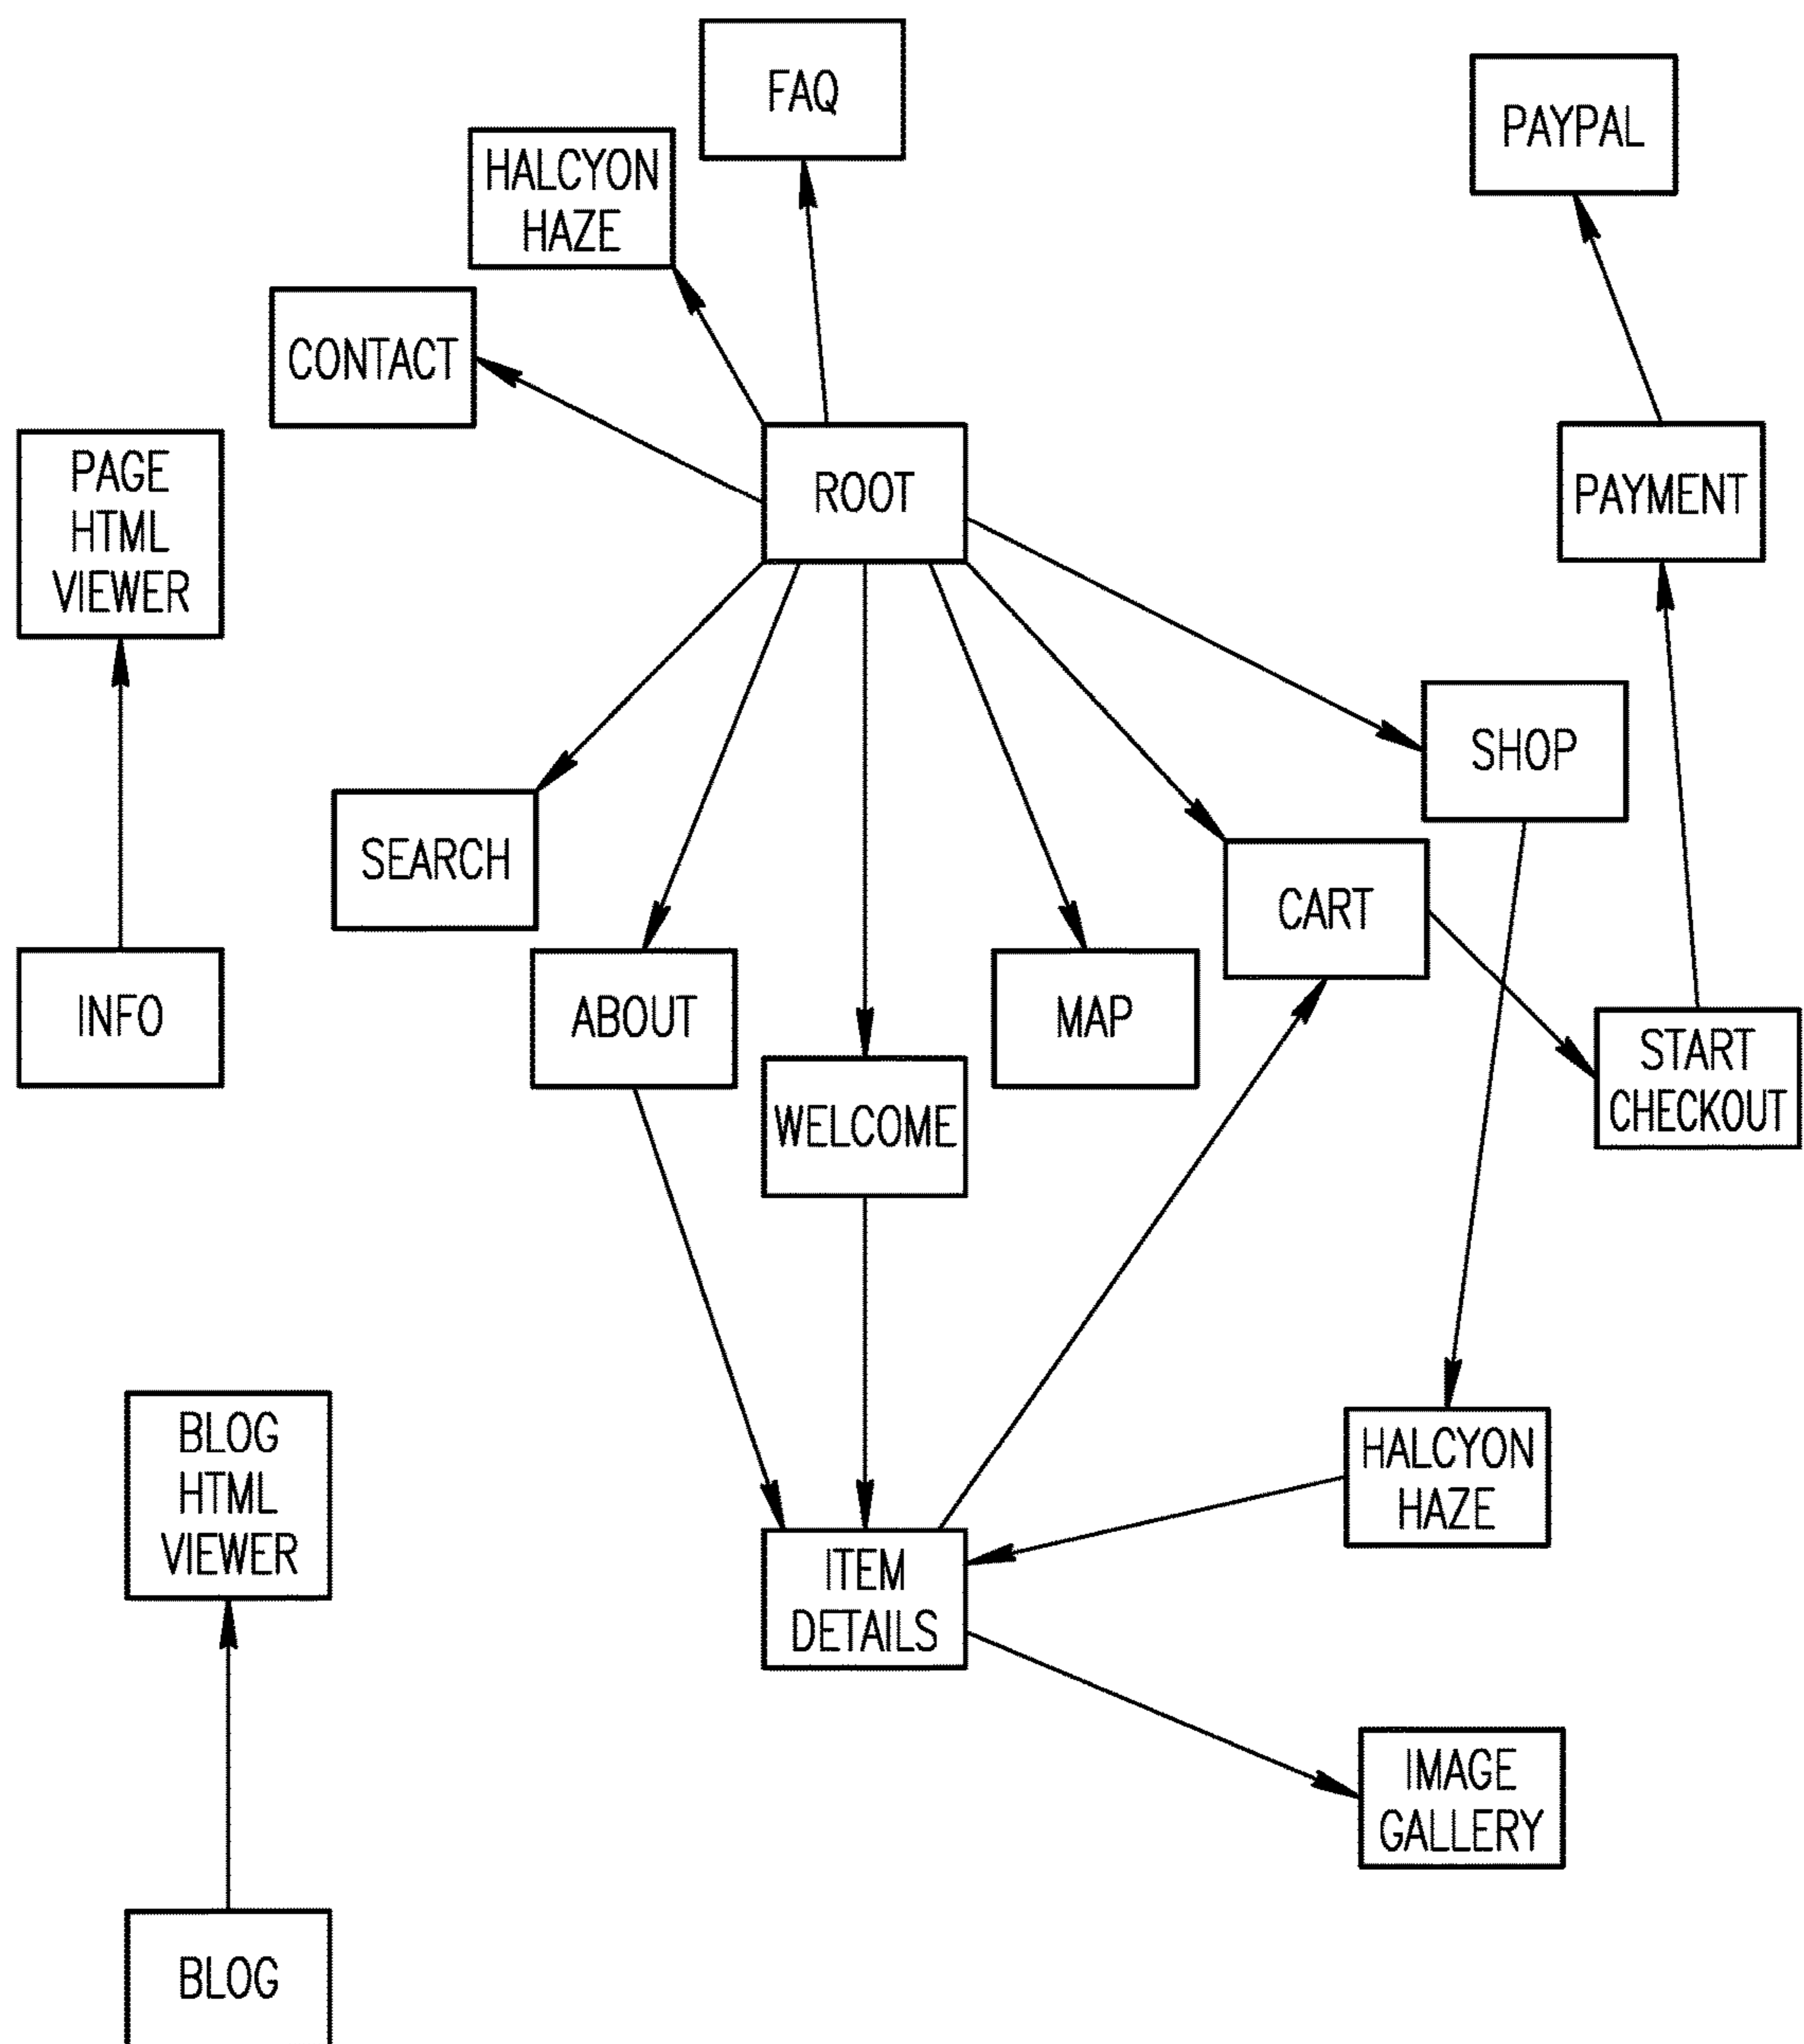 FAQ
PAYPAL
HALCYON
HAZE
CONTACT
PAGE
HTML
VIEWER
ROOT
PAYMENT
SHOP
SEARCH
CART
INFO
ABOUT
MAP
START
CHECKOUT
WELCOME
BLOG
HTML
VIEWER
HALCYON
HAZE
ITEM
DETAILS
IMAGE
GALLERY
BLOG